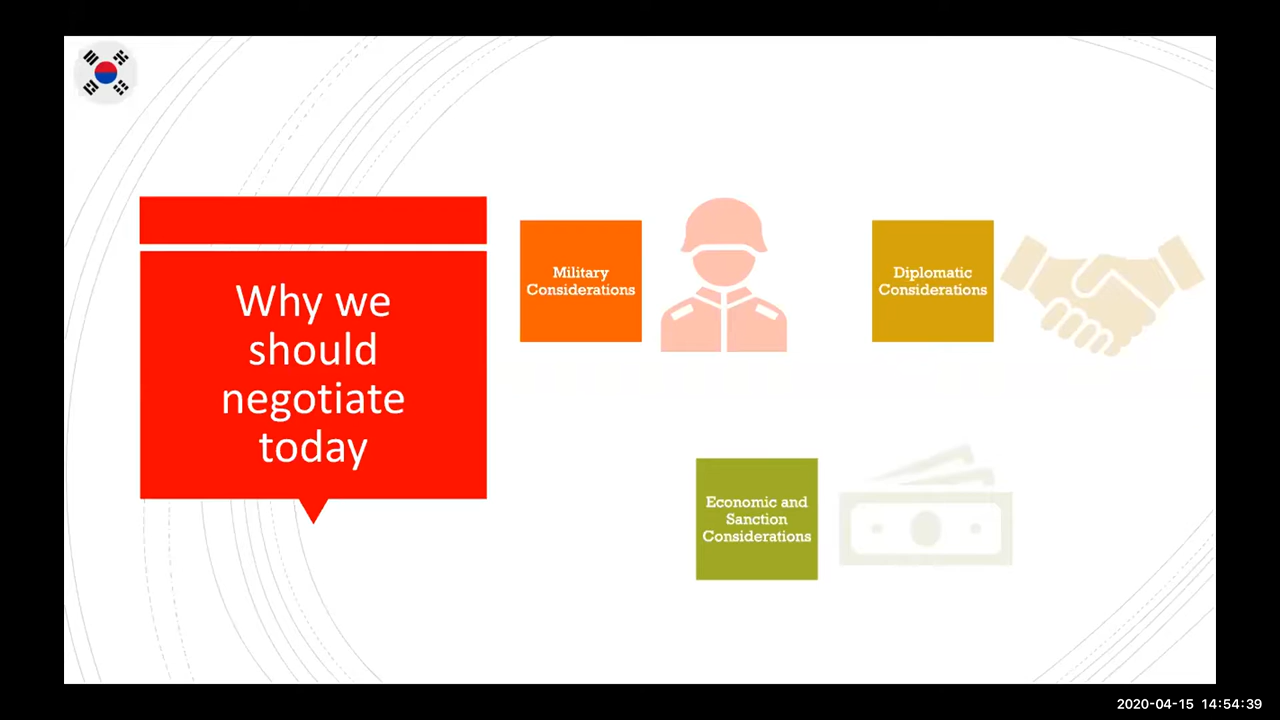 Why we
should
negotiate
today
Military
Considerations
Diplomatic
Considerations
Economic and
Sanction
Considerations
2020-04-15 14:54:39